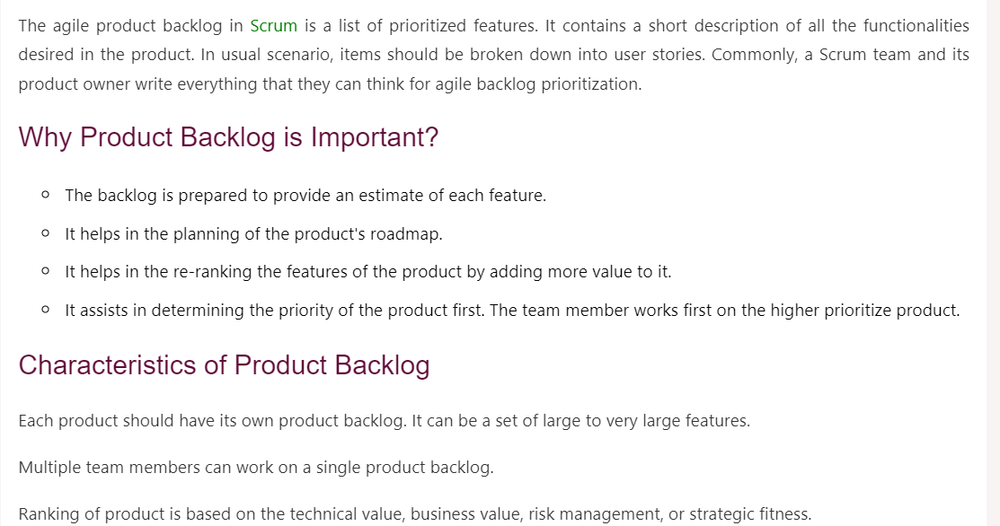 The agile product backlog in Scrum is a list of prioritized features. It contains a short description of all the functionalities
desired in the product. In usual scenario, items should be broken down into user stories. Commonly, a Scrum team and its
product owner write everything that they can think for agile backlog prioritization.
Why Product Backlog is Important?
The backlog is prepared to provide an estimate of each feature.
It helps in the planning of the product's roadmap.
It helps in the re-ranking the features of the product by adding more value to it.
It assists in determining the priority of the product first. The team member works first on the higher prioritize product.
Characteristics of Product Backlog
Each product should have its own product backlog. It can be a set of large to very large features.
Multiple team members can work on a single product backlog.
Ranking of product is based on the technical value, business value, risk management, or strategic fitness.